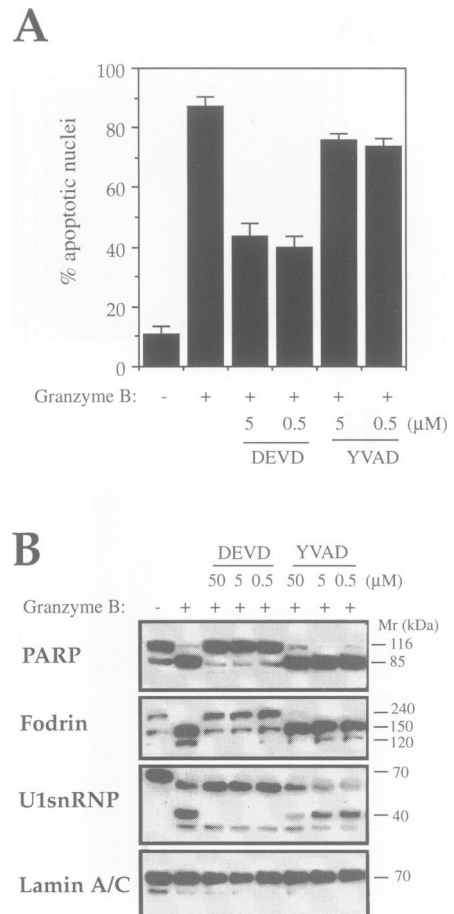 A
% apoptotic nuclei
100
80
60
40
20
0
Granzyme B: - + + + + +
5 0.5 5 0.5 (μM)
DEVD YVAD
B
DEVD YVAD
50 5 0.5 50 5 0.5 (μM)
Granzyme B: - + + + + + + +
Mr (kDa)
PARP
116
85
Fodrin
240
150
120
U1snRNP
70
40
Lamin A/C
70